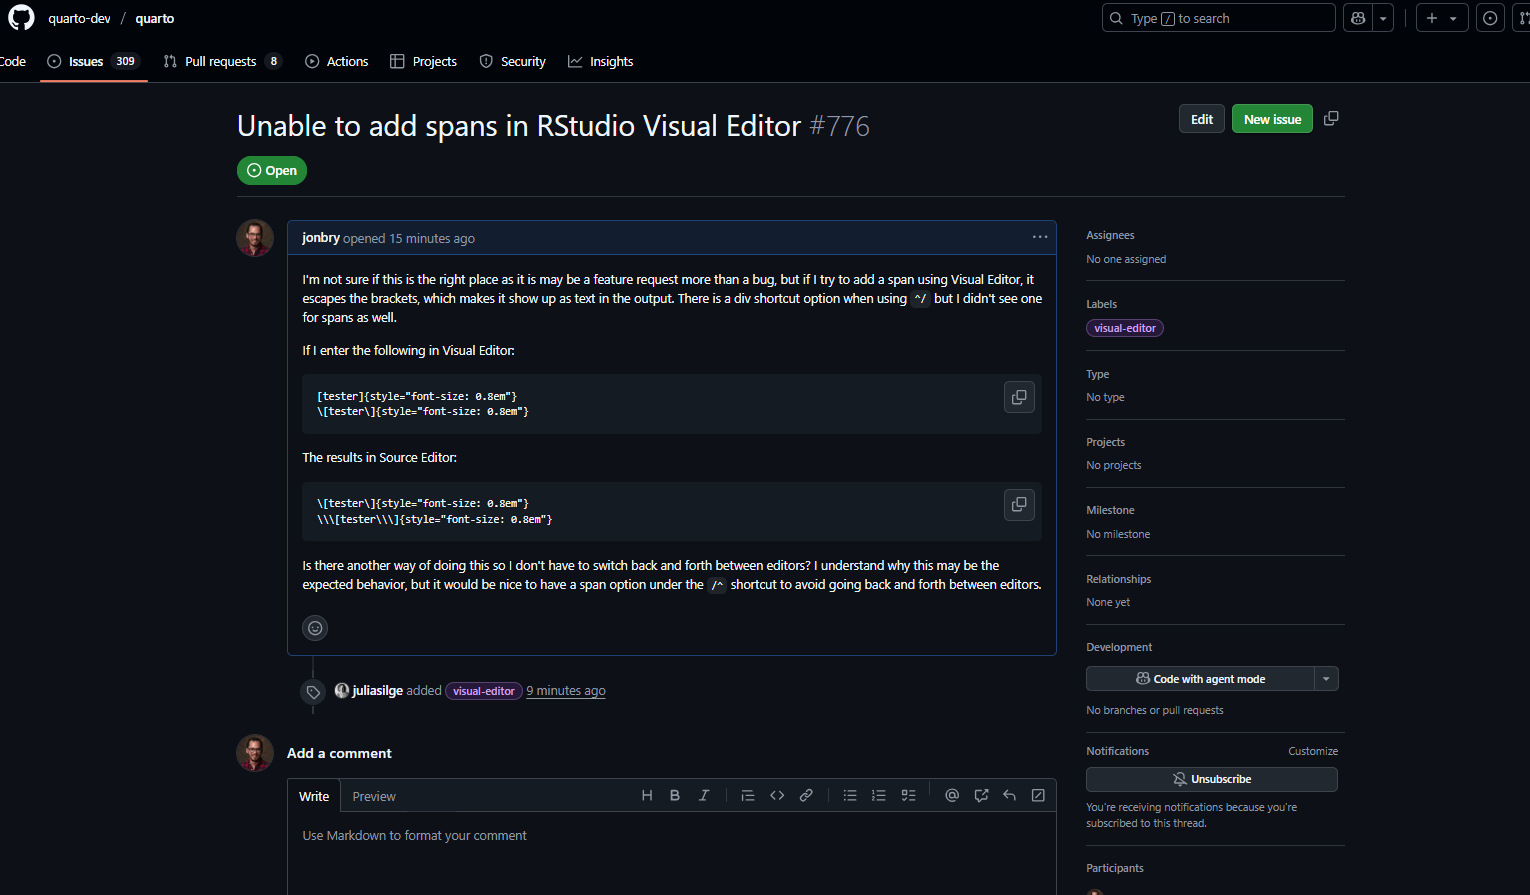 quarto-dev / quarto
Type / to search
Code
Issues 309
Pull requests 8
Actions
Projects
Security
Insights
Unable to add spans in RStudio Visual Editor #776
Edit
New issue
Open
jonbry opened 15 minutes ago
I'm not sure if this is the right place as it is may be a feature request more than a bug, but if I try to add a span using Visual Editor, it
escapes the brackets, which makes it show up as text in the output. There is a div shortcut option when using ^/ but I didn't see one
for spans as well.
If I enter the following in Visual Editor:
[tester]{style="font-size: 0.8em"}
\[tester\]{style="font-size: 0.8em"}
The results in Source Editor:
\[tester\]{style="font-size: 0.8em"}
\\\[tester\\\]{style="font-size: 0.8em"}
Is there another way of doing this so I don't have to switch back and forth between editors? I understand why this may be the
expected behavior, but it would be nice to have a span option under the /^ shortcut to avoid going back and forth between editors.
juliasilge added visual-editor 9 minutes ago
Add a comment
Write
Preview
Use Markdown to format your comment
Assignees
No one assigned
Labels
visual-editor
Type
No type
Projects
No projects
Milestone
No milestone
Relationships
None yet
Development
Code with agent mode
No branches or pull requests
Notifications
Customize
Unsubscribe
You're receiving notifications because you're
subscribed to this thread.
Participants